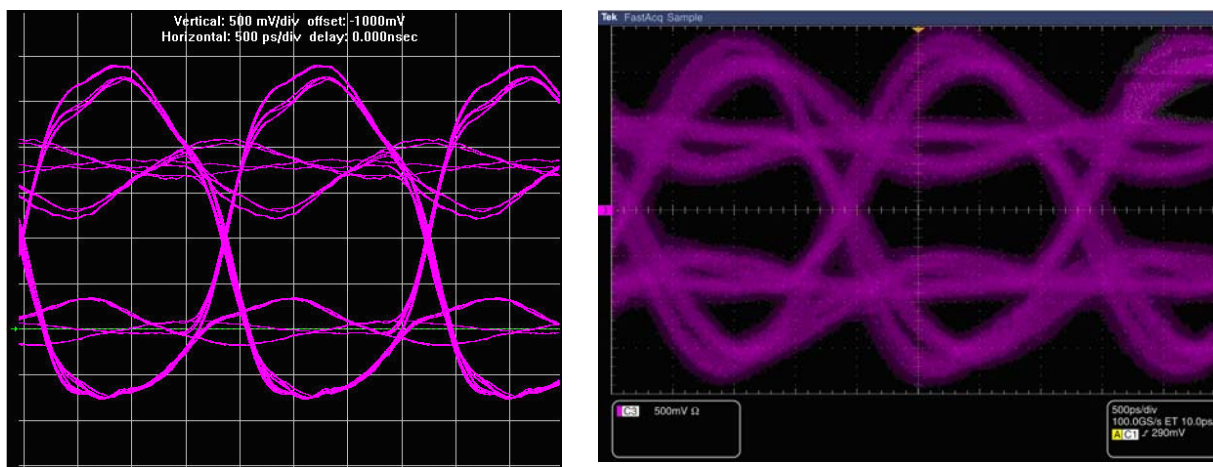 Vertical: 500 mV/div offset: -1000mV
Horizontal: 500 ps/div delay: 0.000nsec
Tek FastAcq Sample
C3 500mV Ω
500ps/div
100.0GS/s ET 10.0ps
A C1 290mV